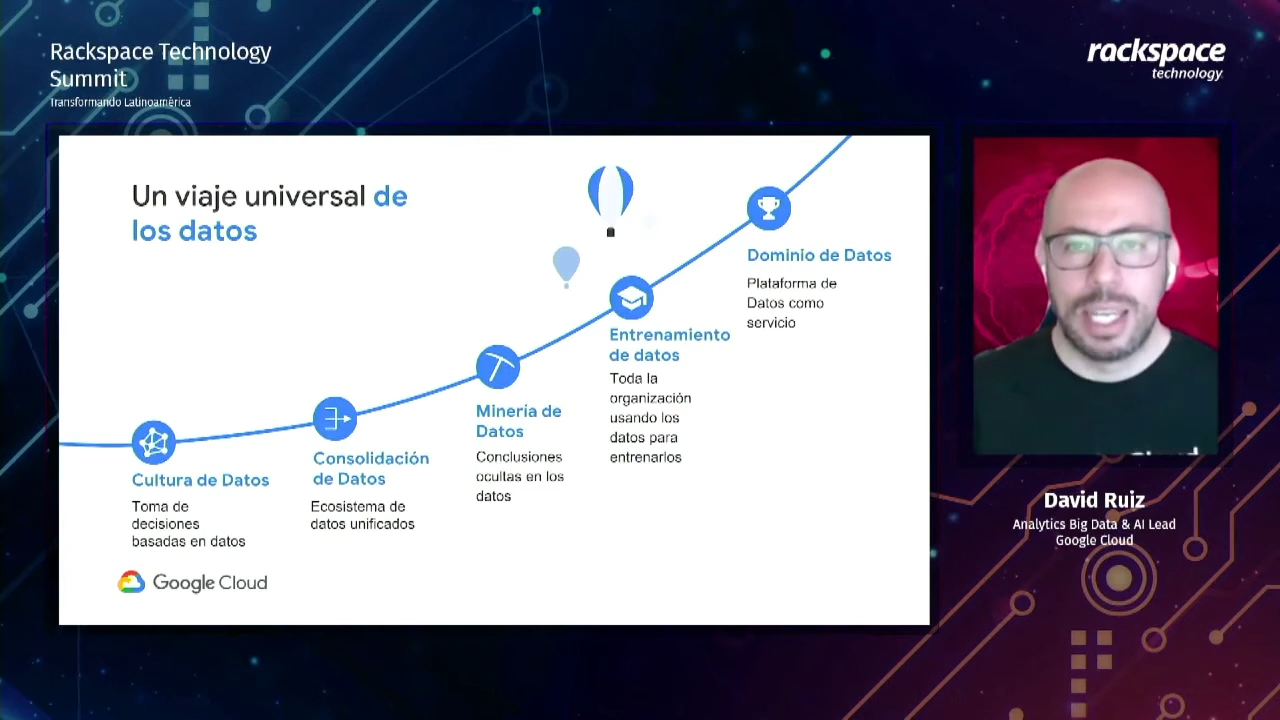 Rackspace Technology
Summit
Transformando Latinoamérica
rackspace
technology
Un viaje universal de
los datos
Cultura de Datos
Toma de
decisiones
basadas en datos
Consolidación
de Datos
Ecosistema de
datos unificados
Minería de
Datos
Conclusiones
ocultas en los
datos
Entrenamiento
de datos
Toda la
organización
usando los
datos para
entrenarlos
Dominio de Datos
Plataforma de
Datos como
servicio
Google Cloud
David Ruiz
Analytics Big Data & AI Lead
Google Cloud